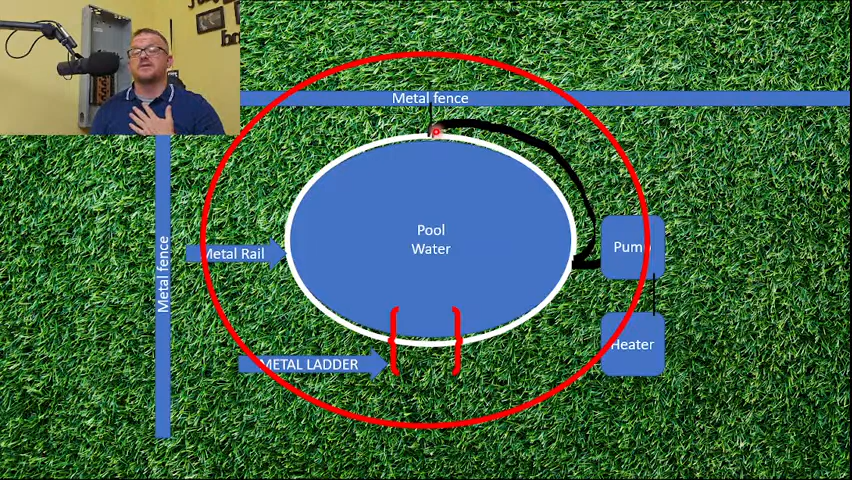 Metal fence
Pool
Water
Pump
Metal Rail
Metal fence
Heater
METAL LADDER